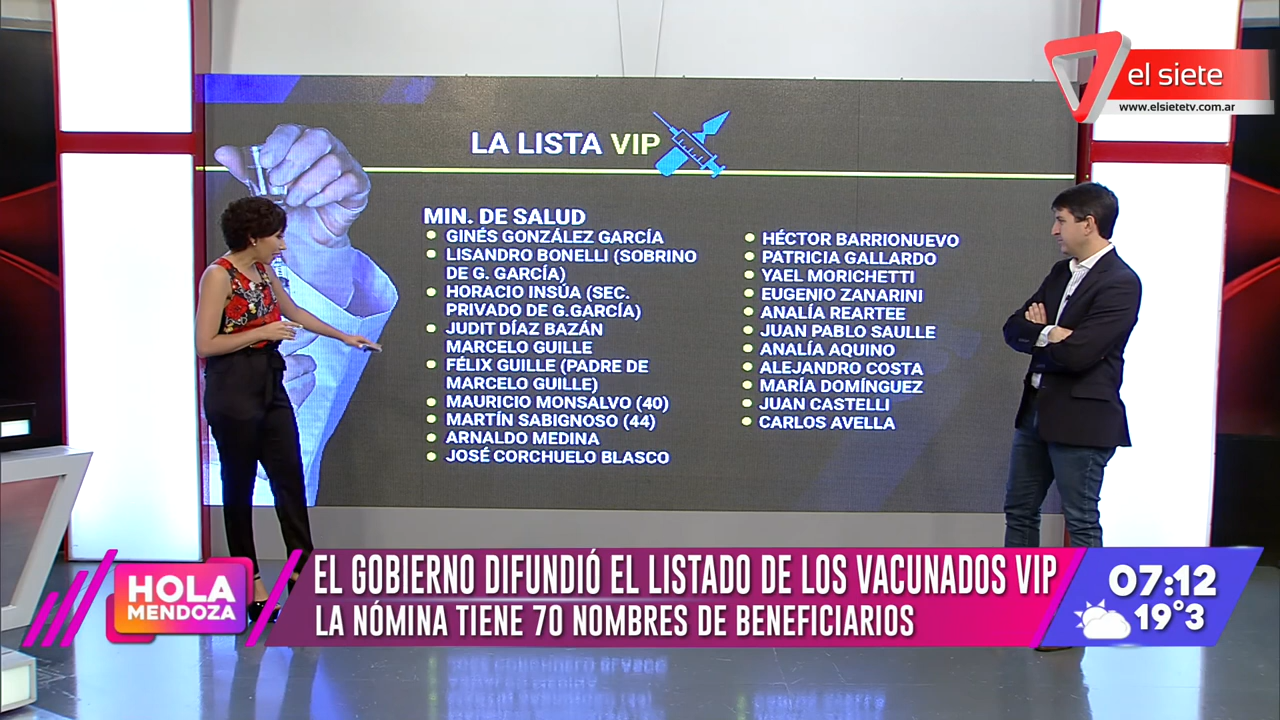 el siete
www.elsietetv.com.ar
LA LISTA VIP
MIN. DE SALUD
GINÉS GONZÁLEZ GARCÍA
LISANDRO BONELLI (SOBRINO
DE G. GARCÍA)
HORACIO INSÚA (SEC.
PRIVADO DE G.GARCÍA)
JUDIT DÍAZ BAZÁN
MARCELO GUILLE
FÉLIX GUILLE (PADRE DE
MARCELO GUILLE)
MAURICIO MONSALVO (40)
MARTÍN SABIGNOSO (44)
ARNALDO MEDINA
JOSÉ CORCHUELO BLASCO
HÉCTOR BARRIONUEVO
PATRICIA GALLARDO
YAEL MORICHETTI
EUGENIO ZANARINI
ANALÍA REARTEE
JUAN PABLO SAULLE
ANALÍA AQUINO
ALEJANDRO COSTA
MARÍA DOMÍNGUEZ
JUAN CASTELLI
CARLOS AVELLA
HOLA
MENDOZA
EL GOBIERNO DIFUNDIÓ EL LISTADO DE LOS VACUNADOS VIP
LA NÓMINA TIENE 70 NOMBRES DE BENEFICIARIOS
07:12
19°3